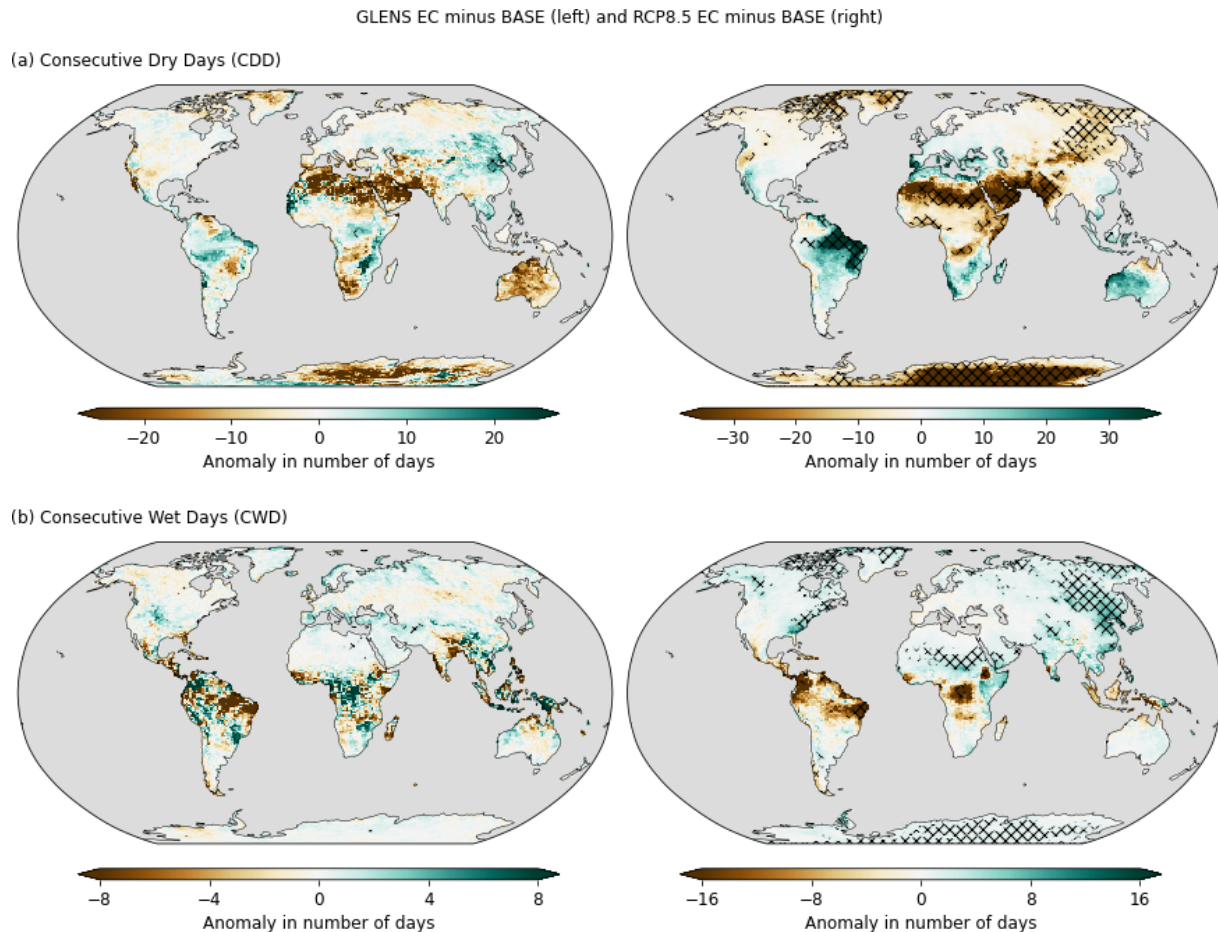 GLENS EC minus BASE (left) and RCP8.5 EC minus BASE (right)
(a) Consecutive Dry Days (CDD)
−20 −10 0 10 20
Anomaly in number of days
−30 −20 −10 0 10 20 30
Anomaly in number of days
(b) Consecutive Wet Days (CWD)
−8 −4 0 4 8
Anomaly in number of days
−16 −8 0 8 16
Anomaly in number of days